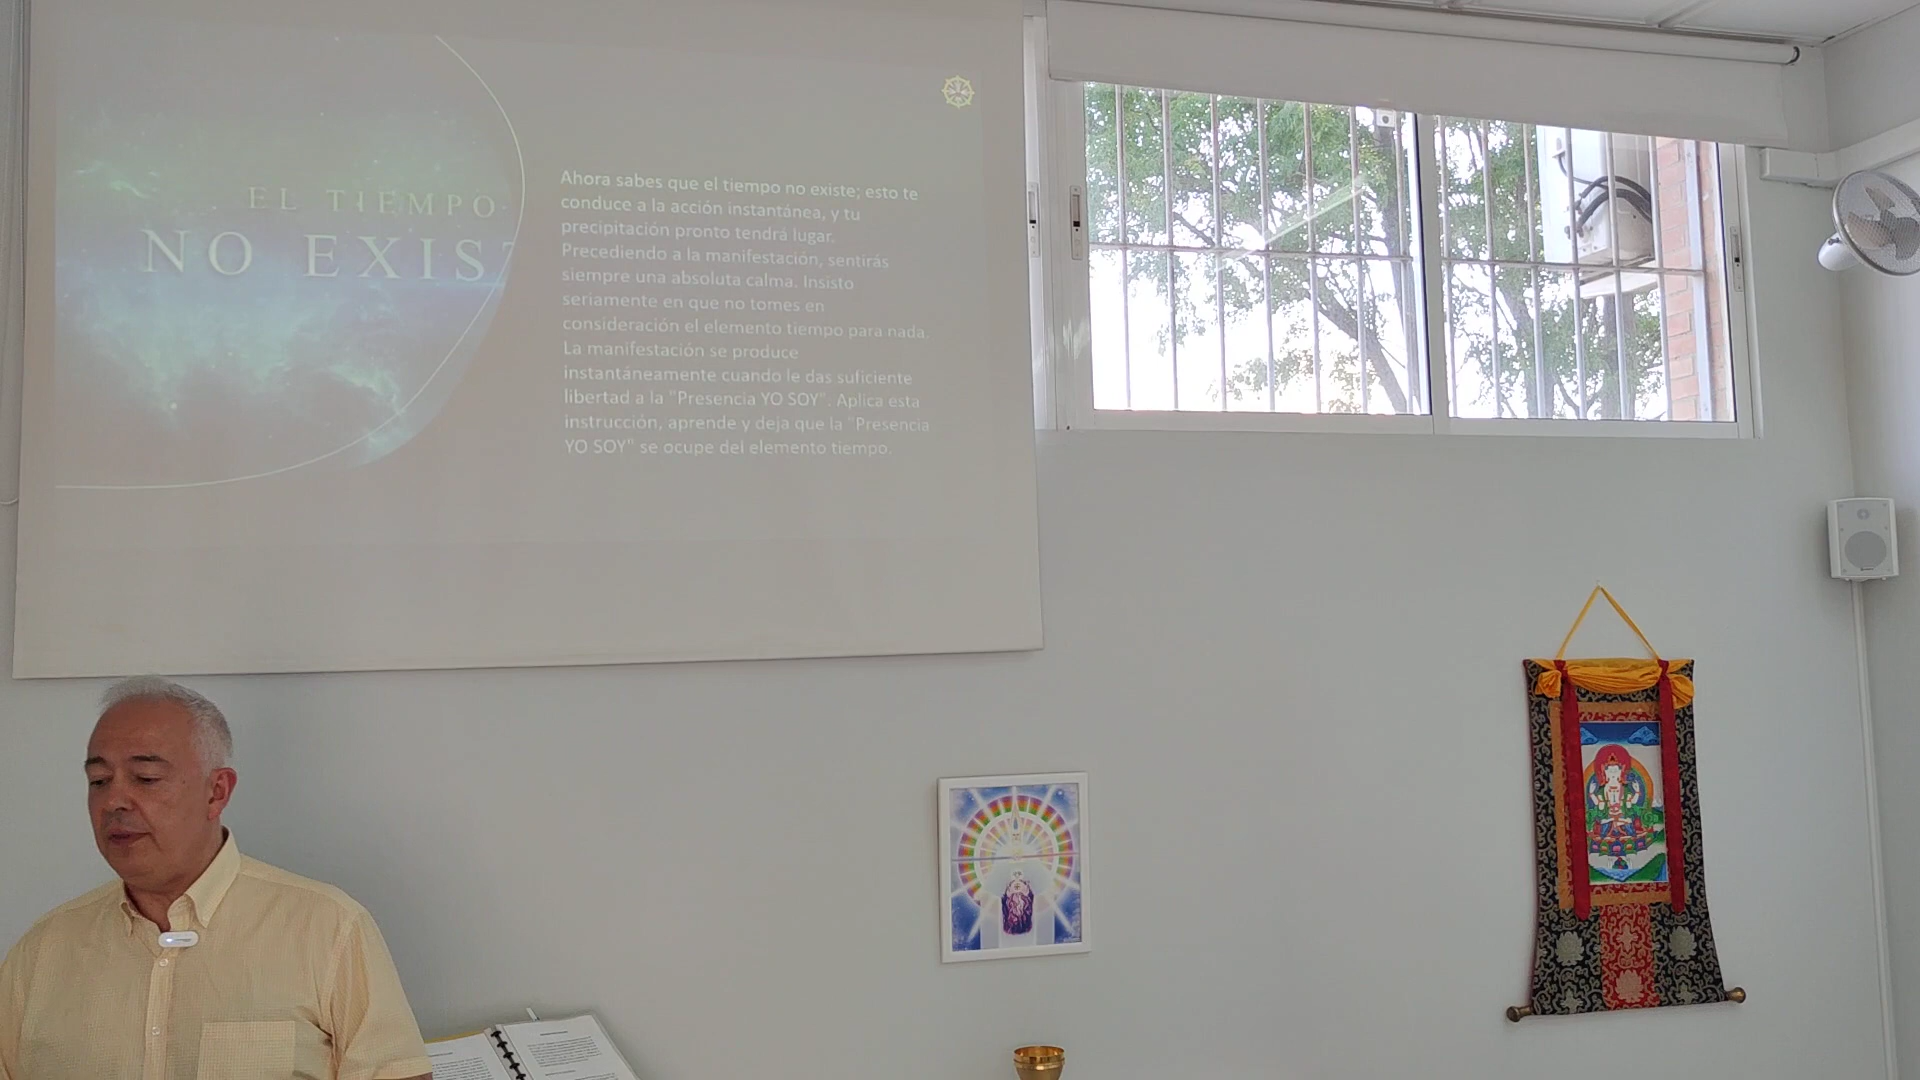 EL TIEMPO
NO EXIST
Ahora sabes que el tiempo no existe; esto te
conduce a la acción instantánea, y tu
precipitación pronto tendrá lugar.
Precediendo a la manifestación, sentirás
siempre una absoluta calma. Insisto
seriamente en que no tomes en
consideración el elemento tiempo para nada.
La manifestación se produce
instantáneamente cuando le das suficiente
libertad a la "Presencia YO SOY". Aplica esta
instrucción, aprende y deja que la "Presencia
YO SOY" se ocupe del elemento tiempo.